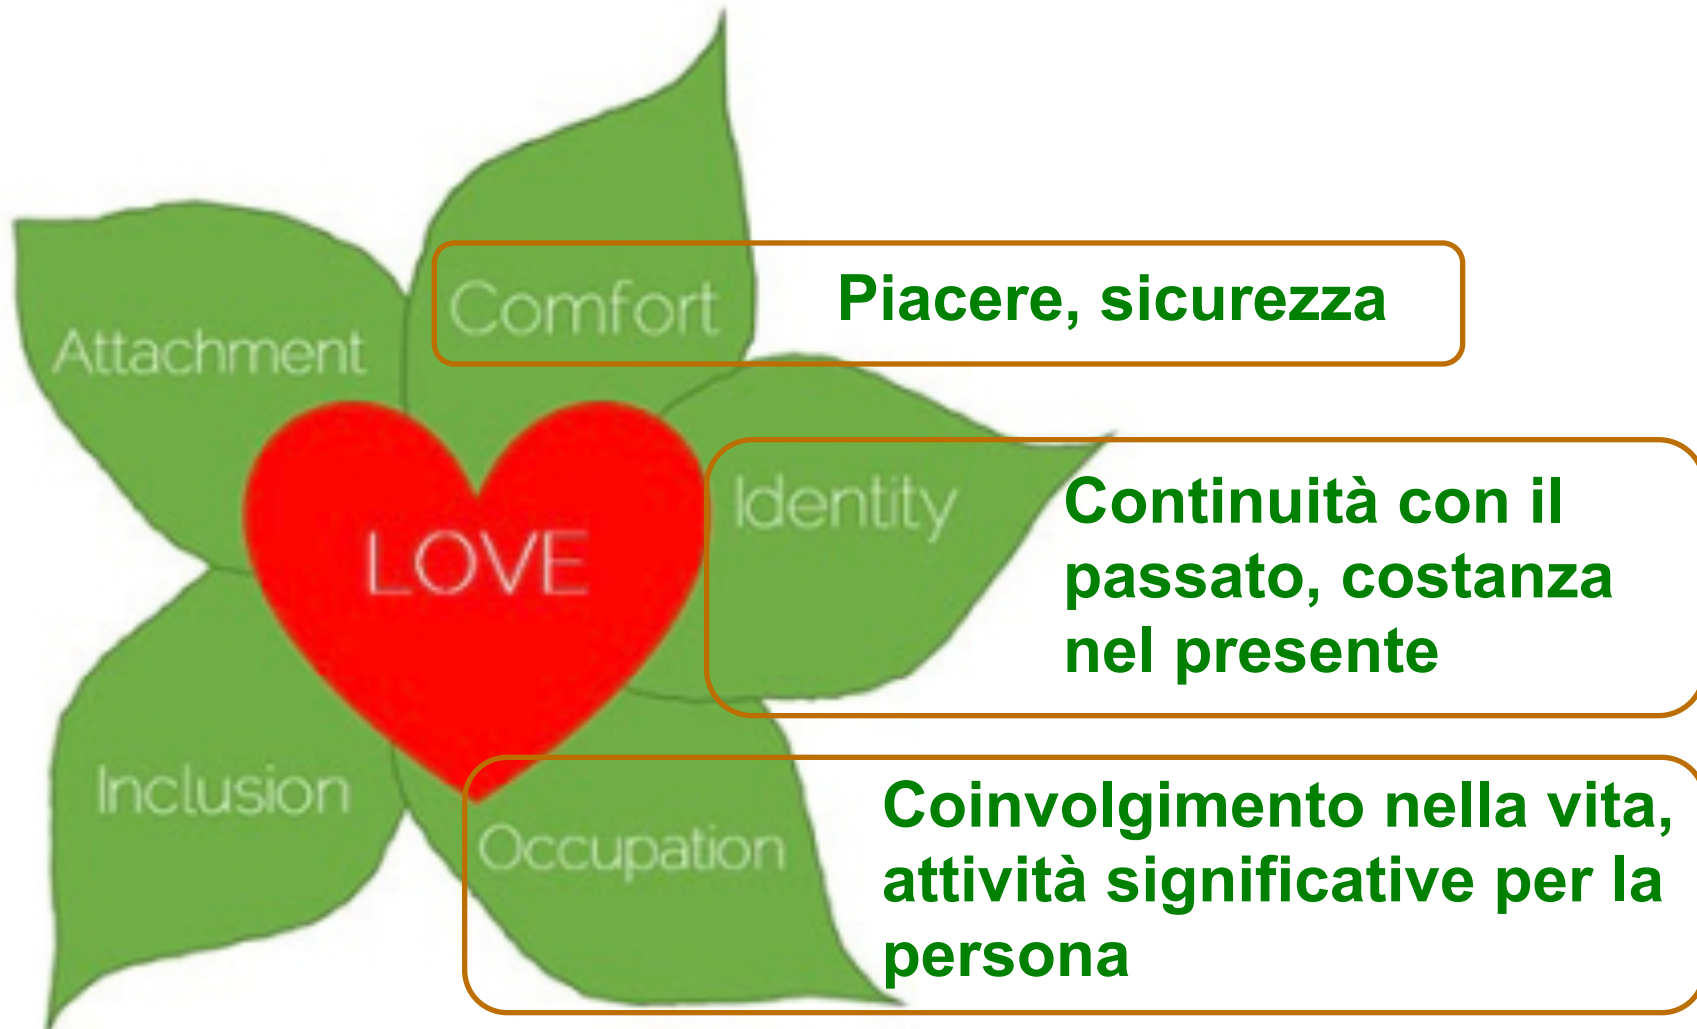 Comfort
Piacere, sicurezza
Attachment
Identity
Continuità con il
passato, costanza
nel presente
LOVE
Inclusion
Occupation
Coinvolgimento nella vita,
attività significative per la
persona